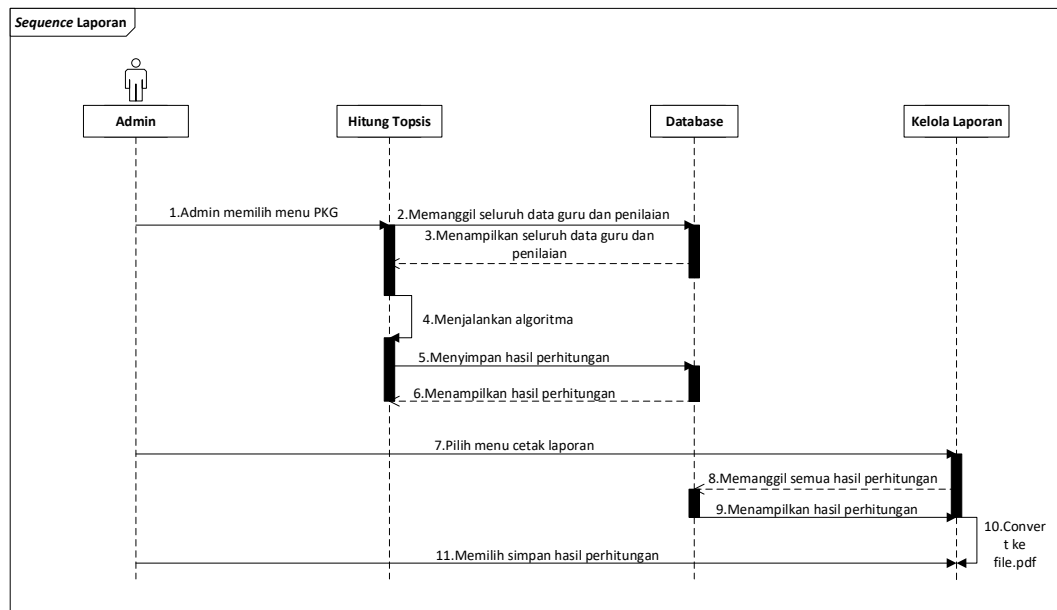 Sequence Laporan
Admin
Hitung Topsis
Database
Kelola Laporan
1.Admin memilih menu PKG
2.Memanggil seluruh data guru dan penilaian
3.Menampilkan seluruh data guru dan
penilaian
4.Menjalankan algoritma
5.Menyimpan hasil perhitungan
6.Menampilkan hasil perhitungan
7.Pilih menu cetak laporan
8.Memanggil semua hasil perhitungan
9.Menampilkan hasil perhitungan
10.Conver
t ke
file.pdf
11.Memilih simpan hasil perhitungan